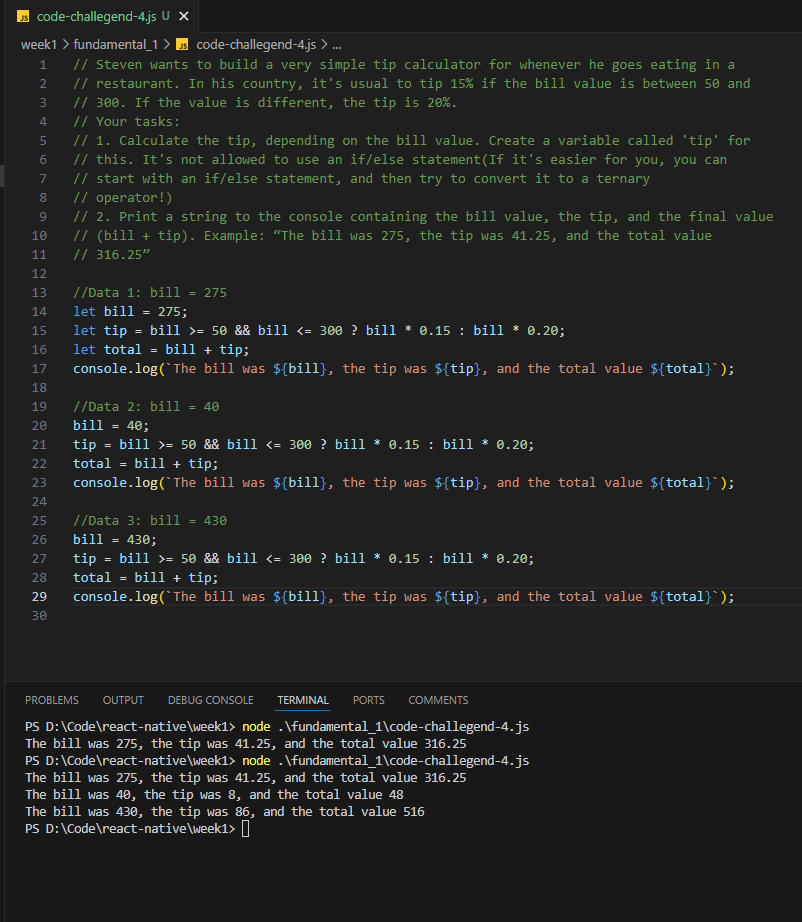 JS code-challegend-4.js U ×
week1 > fundamental_1 > JS code-challegend-4.js > ...
1 // Steven wants to build a very simple tip calculator for whenever he goes eating in a
2 // restaurant. In his country, it's usual to tip 15% if the bill value is between 50 and
3 // 300. If the value is different, the tip is 20%.
4 // Your tasks:
5 // 1. Calculate the tip, depending on the bill value. Create a variable called 'tip' for
6 // this. It's not allowed to use an if/else statement(If it's easier for you, you can
7 // start with an if/else statement, and then try to convert it to a ternary
8 // operator!)
9 // 2. Print a string to the console containing the bill value, the tip, and the final value
10 // (bill + tip). Example: “The bill was 275, the tip was 41.25, and the total value
11 // 316.25”
12
13 //Data 1: bill = 275
14 let bill = 275;
15 let tip = bill >= 50 && bill <= 300 ? bill * 0.15 : bill * 0.20;
16 let total = bill + tip;
17 console.log(`The bill was ${bill}, the tip was ${tip}, and the total value ${total}`);
18
19 //Data 2: bill = 40
20 bill = 40;
21 tip = bill >= 50 && bill <= 300 ? bill * 0.15 : bill * 0.20;
22 total = bill + tip;
23 console.log(`The bill was ${bill}, the tip was ${tip}, and the total value ${total}`);
24
25 //Data 3: bill = 430
26 bill = 430;
27 tip = bill >= 50 && bill <= 300 ? bill * 0.15 : bill * 0.20;
28 total = bill + tip;
29 console.log(`The bill was ${bill}, the tip was ${tip}, and the total value ${total}`);
30
PROBLEMS OUTPUT DEBUG CONSOLE TERMINAL PORTS COMMENTS
PS D:\Code\react-native\week1> node .\fundamental_1\code-challegend-4.js
The bill was 275, the tip was 41.25, and the total value 316.25
PS D:\Code\react-native\week1> node .\fundamental_1\code-challegend-4.js
The bill was 275, the tip was 41.25, and the total value 316.25
The bill was 40, the tip was 8, and the total value 48
The bill was 430, the tip was 86, and the total value 516
PS D:\Code\react-native\week1>